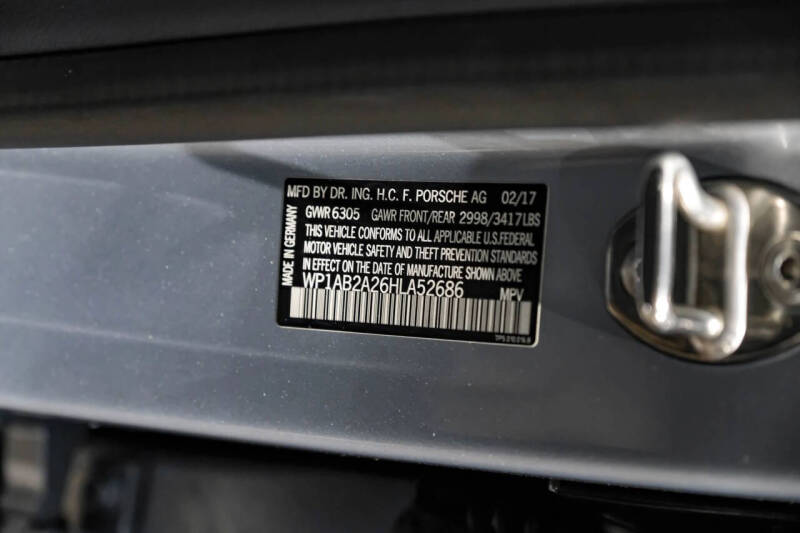 MFD BY DR. ING. H.C. F. PORSCHE AG 02/17
GVWR 6305 GAWR FRONT/REAR 2998/3417LBS
THIS VEHICLE CONFORMS TO ALL APPLICABLE U.S.FEDERAL
MOTOR VEHICLE SAFETY AND THEFT PREVENTION STANDARDS
IN EFFECT ON THE DATE OF MANUFACTURE SHOWN ABOVE
WP1AB2A26HLA52686 MPV
MADE IN GERMANY